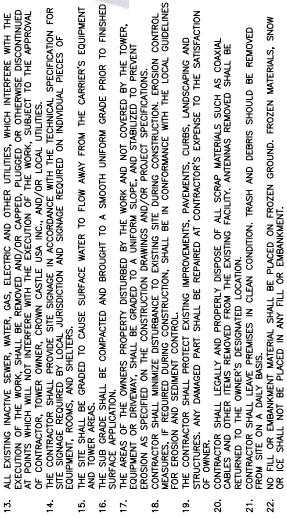 13. ALL EXISTING INACTIVE SEWER, WATER, GAS, ELECTRIC AND OTHER UTILITIES, WHICH INTERFERE WITH THE
EXECUTION OF THE WORK, SHALL BE REMOVED AND/OR CAPPED, PLUGGED OR OTHERWISE DISCONTINUED
AT POINTS WHICH WILL NOT INTERFERE WITH THE EXECUTION OF THE WORK, SUBJECT TO THE APPROVAL
OF CONTRACTOR, TOWER OWNER, CROWN CASTLE USA INC., AND/OR LOCAL UTILITIES.
14. THE CONTRACTOR SHALL PROVIDE SITE SIGNAGE IN ACCORDANCE WITH THE TECHNICAL SPECIFICATION FOR
SITE SIGNAGE REQUIRED BY LOCAL JURISDICTION AND SIGNAGE REQUIRED ON INDIVIDUAL PIECES OF
EQUIPMENT, ROOMS, AND SHELTERS.
15. THE SITE SHALL BE GRADED TO CAUSE SURFACE WATER TO FLOW AWAY FROM THE CARRIER'S EQUIPMENT
AND TOWER AREAS.
16. THE SUB GRADE SHALL BE COMPACTED AND BROUGHT TO A SMOOTH UNIFORM GRADE PRIOR TO FINISHED
SURFACE APPLICATION.
17. THE AREAS OF THE OWNERS PROPERTY DISTURBED BY THE WORK AND NOT COVERED BY THE TOWER,
EQUIPMENT OR DRIVEWAY, SHALL BE GRADED TO A UNIFORM SLOPE, AND STABILIZED TO PREVENT
EROSION AS SPECIFIED ON THE CONSTRUCTION DRAWINGS AND/OR PROJECT SPECIFICATIONS.
18. CONTRACTOR SHALL MINIMIZE DISTURBANCE TO EXISTING SITE DURING CONSTRUCTION. EROSION CONTROL
MEASURES, IF REQUIRED DURING CONSTRUCTION, SHALL BE IN CONFORMANCE WITH THE LOCAL GUIDELINES
FOR EROSION AND SEDIMENT CONTROL.
19. THE CONTRACTOR SHALL PROTECT EXISTING IMPROVEMENTS, PAVEMENTS, CURBS, LANDSCAPING AND
STRUCTURES. ANY DAMAGED PART SHALL BE REPAIRED AT CONTRACTOR'S EXPENSE TO THE SATISFACTION
OF OWNER.
20. CONTRACTOR SHALL LEGALLY AND PROPERLY DISPOSE OF ALL SCRAP MATERIALS SUCH AS COAXIAL
CABLES AND OTHER ITEMS REMOVED FROM THE EXISTING FACILITY. ANTENNAS REMOVED SHALL BE
RETURNED TO THE OWNER'S DESIGNATED LOCATION.
21. CONTRACTOR SHALL LEAVE PREMISES IN CLEAN CONDITION. TRASH AND DEBRIS SHOULD BE REMOVED
FROM SITE ON A DAILY BASIS.
22. NO FILL OR EMBANKMENT MATERIAL SHALL BE PLACED ON FROZEN GROUND. FROZEN MATERIALS, SNOW
OR ICE SHALL NOT BE PLACED IN ANY FILL OR EMBANKMENT.